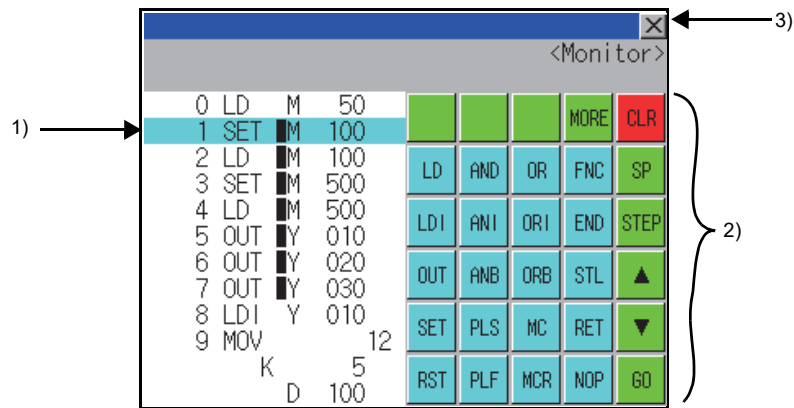 3)
<Monitor>
1)
0 LD M 50
1 SET M 100
2 LD M 100
3 SET M 500
4 LD M 500
5 OUT Y 010
6 OUT Y 020
7 OUT Y 030
8 LDI Y 010
9 MOV 12
K 5
D 100
MORE CLR
LD AND OR FNC SP
LDI ANI ORI END STEP
OUT ANB ORB STL ▲
SET PLS MC RET ▼
RST PLF MCR NOP GO
2)